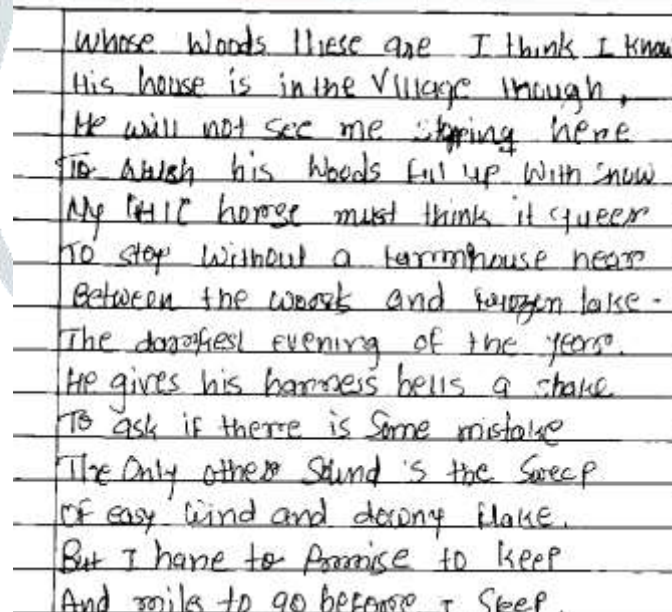 Whose Woods these are I think I know
His house is in the Village though,
He will not see me stopping here
To watch his Woods fill up with snow
My little horse must think it queer
To stop Without a farmhouse near
Between the woods and frozen lake-
The darkest evening of the year.
He gives his harness bells a shake
To ask if there is Some mistake
The Only other Sound is the Sweep
Of easy Wind and downy flake.
But I have to Promise to keep
And mile to go before I Sleep.